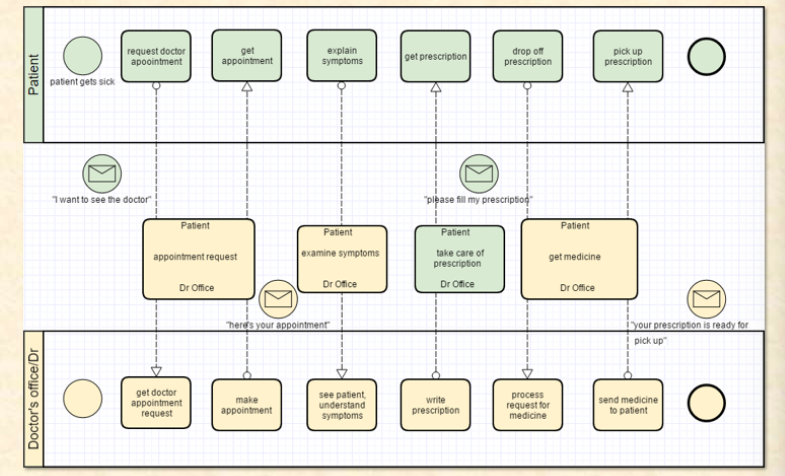 Patient
patient gets sick
request doctor
apoointment
get
appointment
explain
symptoms
get prescription
drop off
prescription
pick up
prescription
"I want to see the doctor"
"please fill my prescription"
Patient
appointment request
Dr Office
Patient
examine symptoms
Dr Office
Patient
take care of
prescription
Dr Office
Patient
get medicine
Dr Office
"here's your appointment"
"your prescription is ready for
pick up"
Doctor's office/Dr
get doctor
appointment
request
make
appointment
see patient,
understand
symptoms
write
prescription
process
request for
medicine
send medicine
to patient